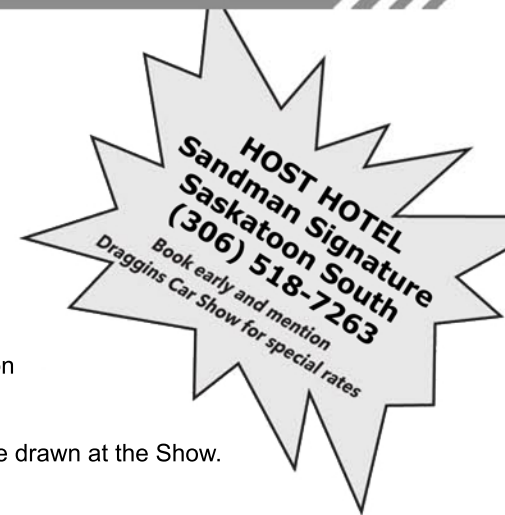 HOST HOTEL
Sandman Signature
Saskatoon South
(306) 518-7263
Book early and mention
Draggins Car Show for special rates
drawn at the Show.